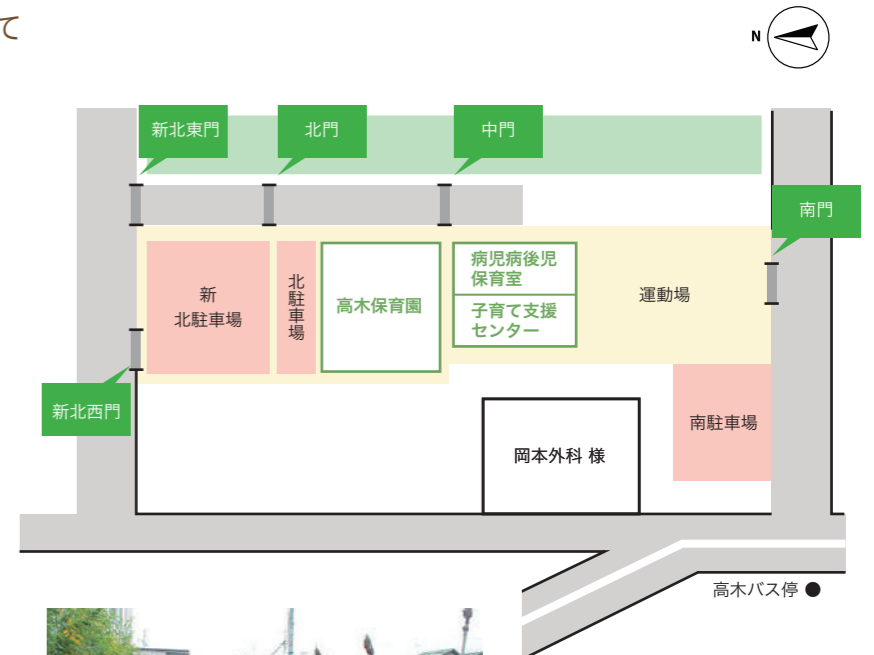 て
N
新北東門
北門
中門
南門
新
北駐車場
北駐車場
高木保育園
病児病後児
保育室
子育て支援
センター
運動場
新北西門
岡本外科 様
南駐車場
高木バス停 ●